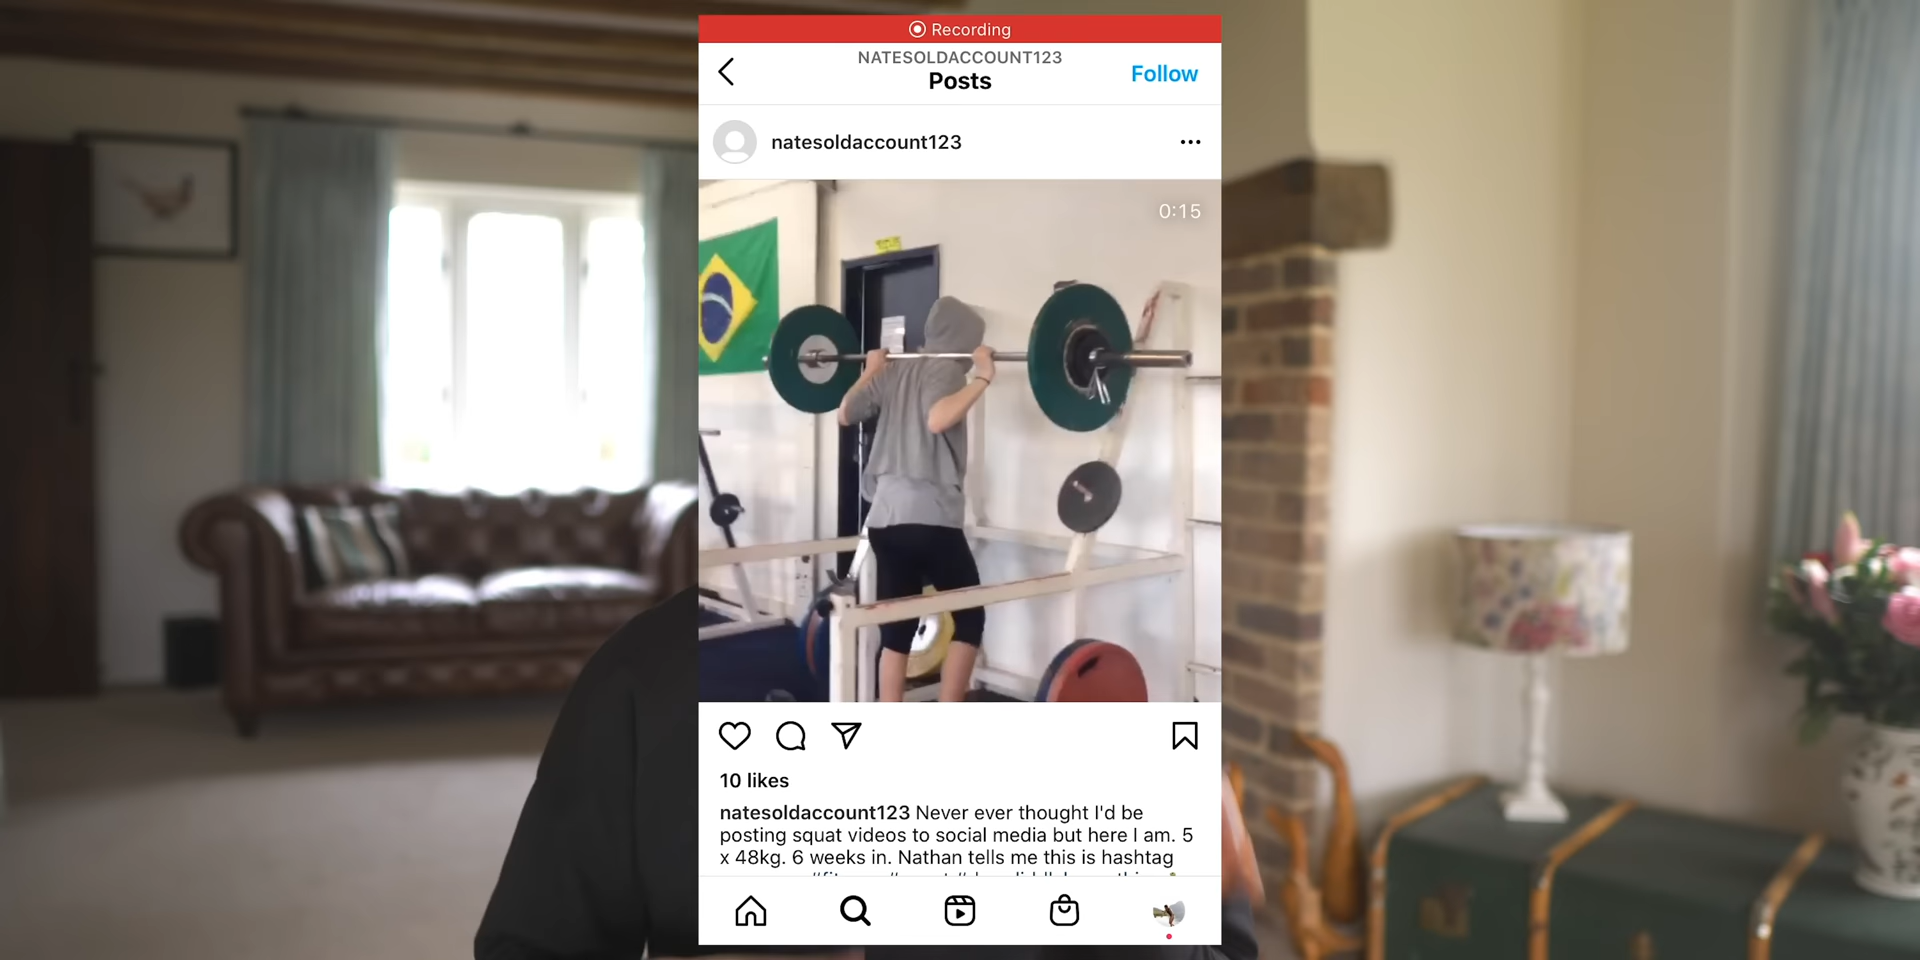 Recording
NATESOLDACCOUNT123
Posts
Follow
natesoldaccount123
0:15
10 likes
natesoldaccount123 Never ever thought I'd be
posting squat videos to social media but here I am. 5
x 48kg. 6 weeks in. Nathan tells me this is hashtag